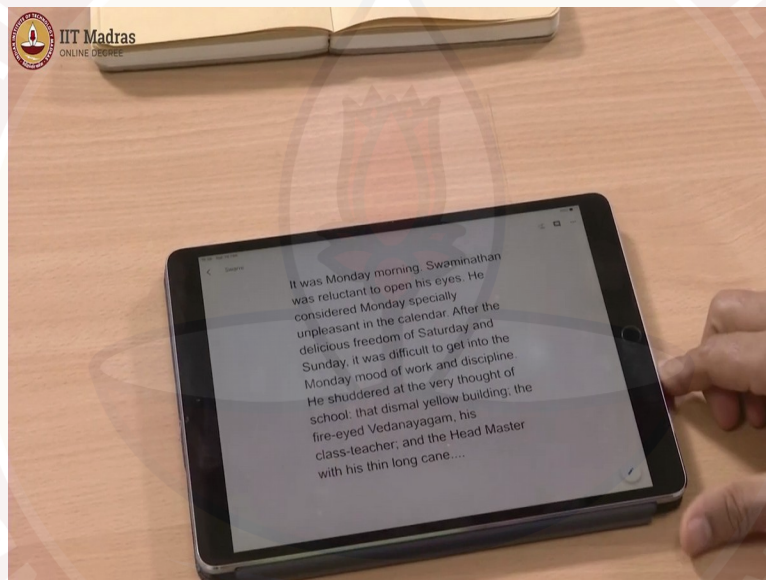 IIT Madras
ONLINE DEGREE
It was Monday morning. Swaminathan
was reluctant to open his eyes. He
considered Monday specially
unpleasant in the calendar. After the
delicious freedom of Saturday and
Sunday, it was difficult to get into the
Monday mood of work and discipline.
He shuddered at the very thought of
school: that dismal yellow building; the
fire-eyed Vedanayagam, his
class-teacher; and the Head Master
with his thin long cane....